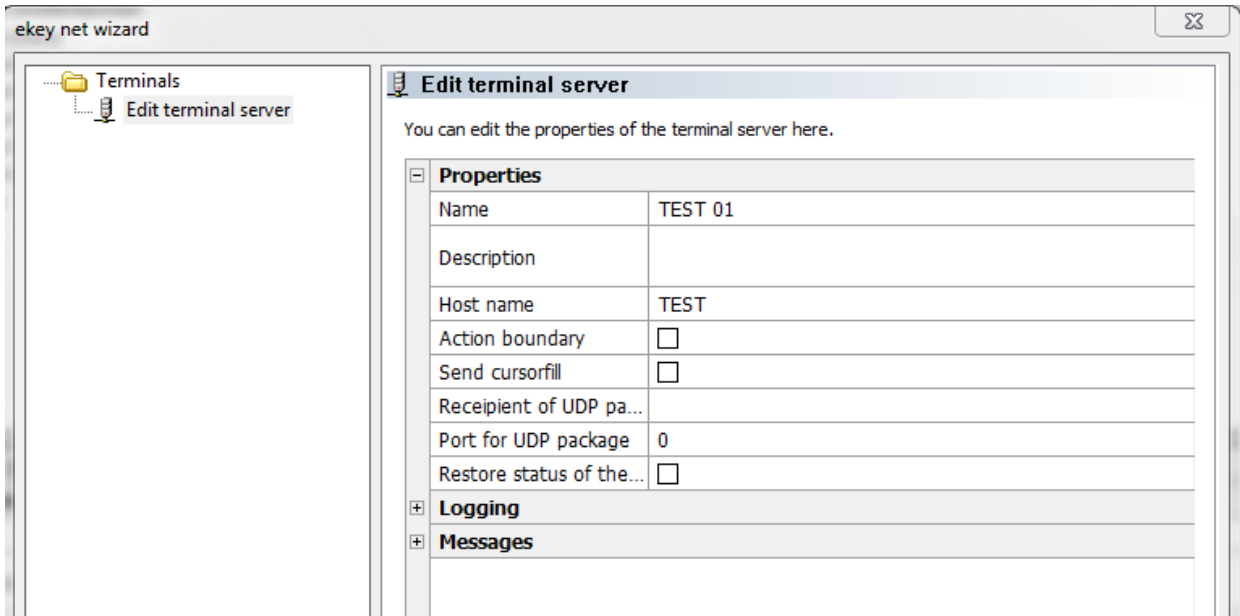 ekey net wizard
Terminals
Edit terminal server
Edit terminal server
You can edit the properties of the terminal server here.
Properties
Name TEST 01
Description
Host name TEST
Action boundary
Send cursorfill
Receipient of UDP pa...
Port for UDP package 0
Restore status of the...
Logging
Messages